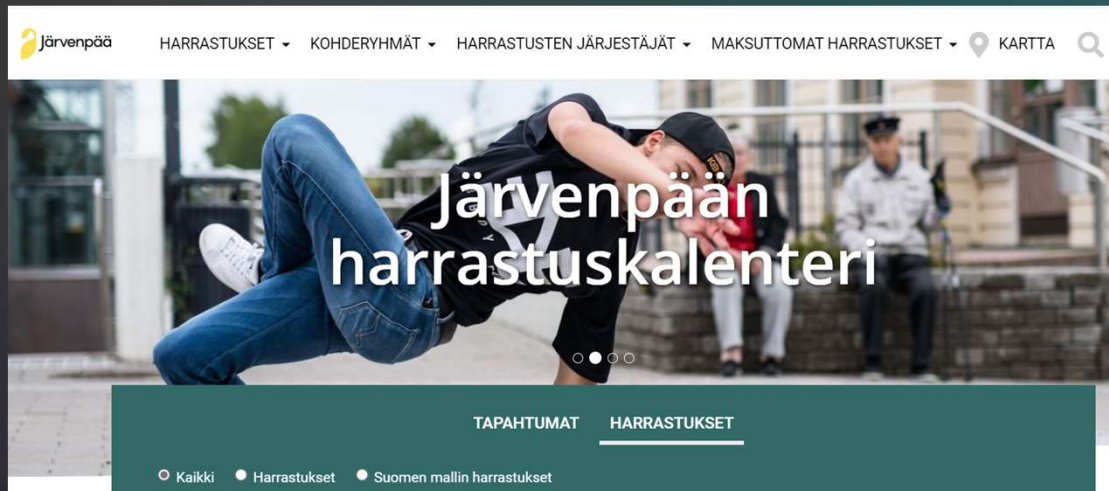 Järvenpää
HARRASTUKSET KOHDERYHMÄT HARRASTUSTEN JÄRJESTÄJÄT MAKSUTTOMAT HARRASTUKSET KARTTA
Järvenpään
harrastuskalenteri
TAPAHTUMAT HARRASTUKSET
Kaikki Harrastukset Suomen mallin harrastukset